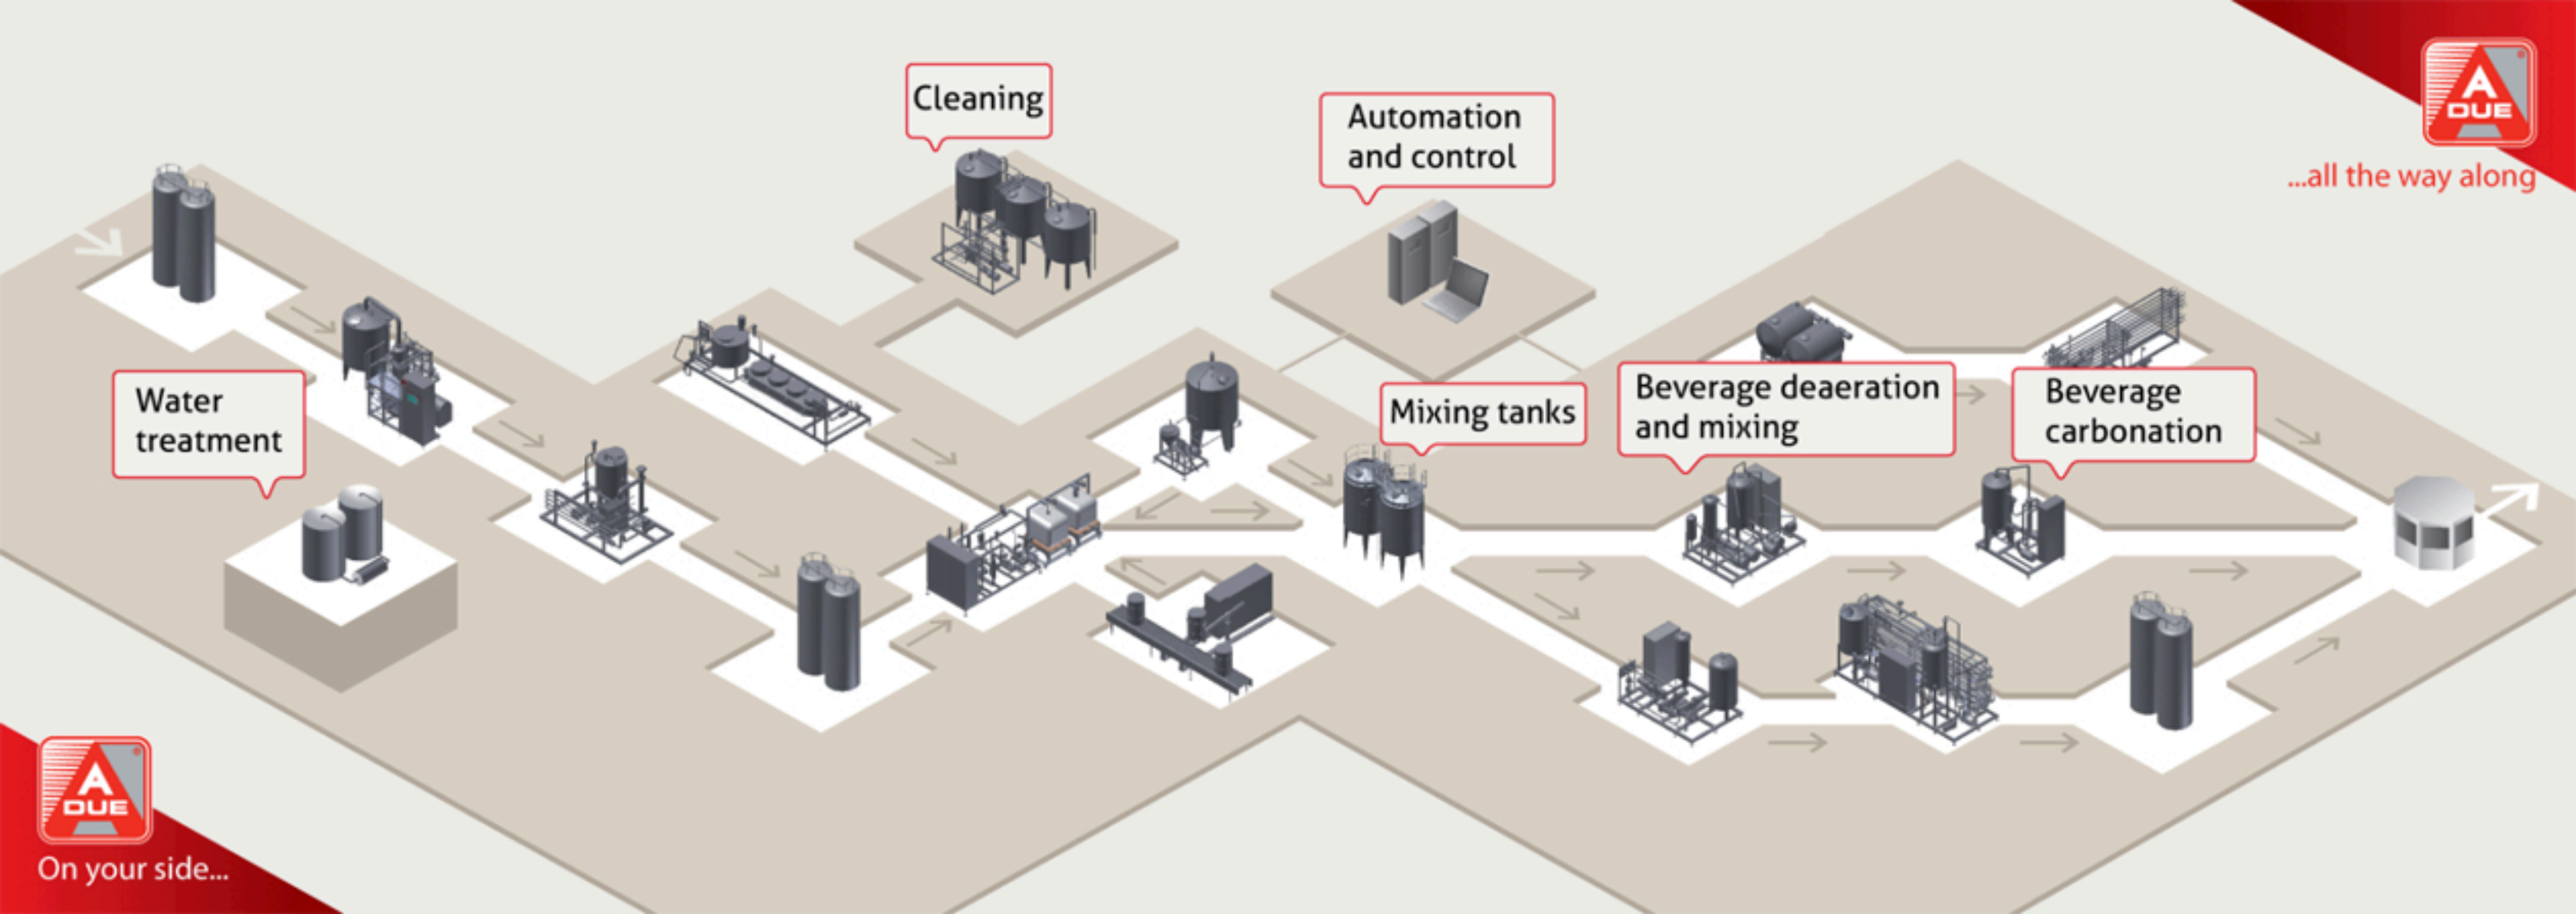 Cleaning
Automation
and control
A
DUE
...all the way along
Water
treatment
Mixing tanks
Beverage deaeration
and mixing
Beverage
carbonation
A
DUE
On your side...